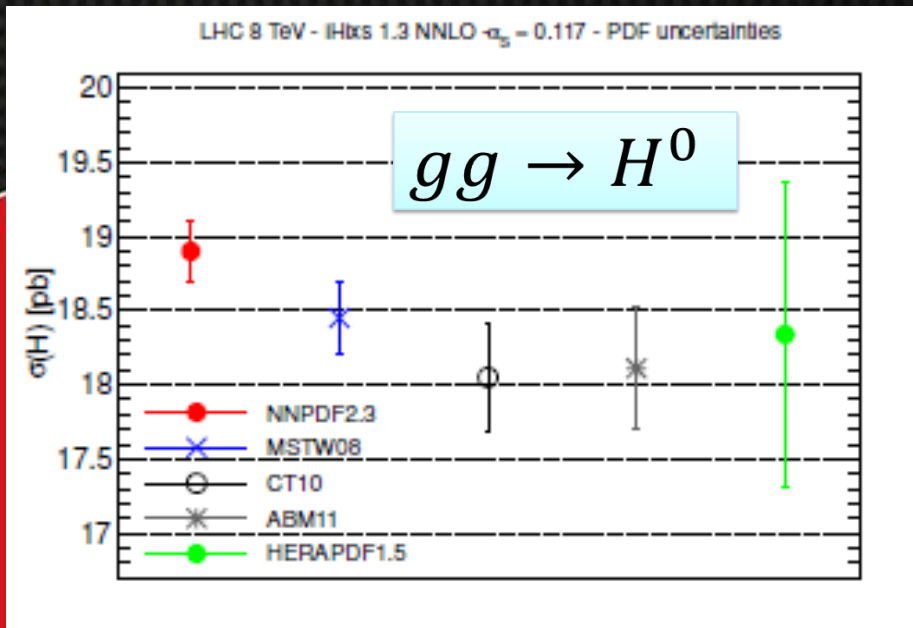 LHC 8 TeV - iHixs 1.3 NNLO -α_S = 0.117 - PDF uncertainties
gg → H⁰
σ(H) [pb]
20
19.5
19
18.5
18
17.5
17
NNPDF2.3
MSTW08
CT10
ABM11
HERAPDF1.5